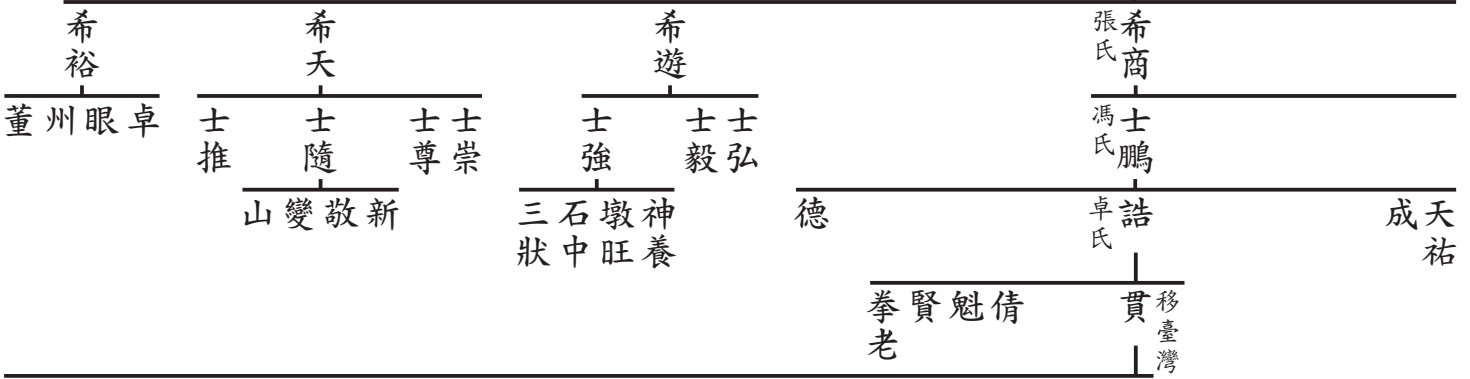 希商
張氏
希遊
希天
希裕
士鵬
馮氏
士弘
士毅
士強
士崇
士尊
士隨
士推
卓
眼
州
董
天祐
成
誥
卓氏
德
神養
墩旺
石中
三狀
新
敬
變
山
移臺灣
貫
倩
魁
賢
拳老